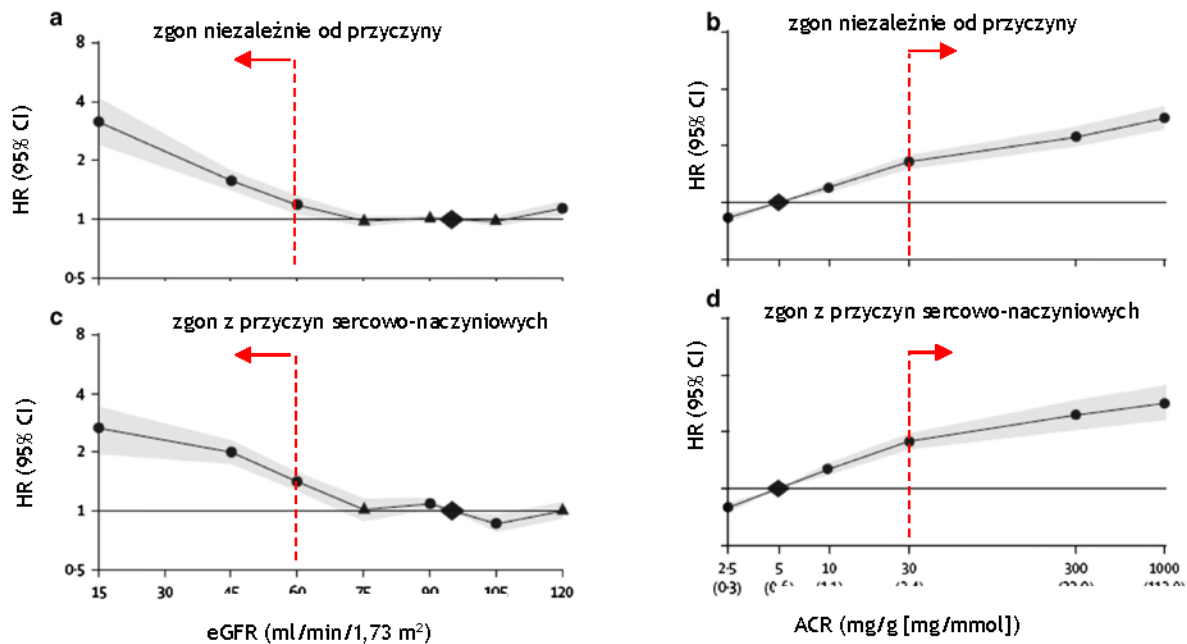 a
zgon niezależnie od przyczyny
8
4
2
1
0·5
HR (95% CI)
b
zgon niezależnie od przyczyny
HR (95% CI)
c
zgon z przyczyn sercowo-naczyniowych
8
4
2
1
0·5
HR (95% CI)
15 30 45 60 75 90 105 120
eGFR (ml/min/1,73 m²)
d
zgon z przyczyn sercowo-naczyniowych
HR (95% CI)
2·5 5 10 30 300 1000
(0·3)
ACR (mg/g [mg/mmol])